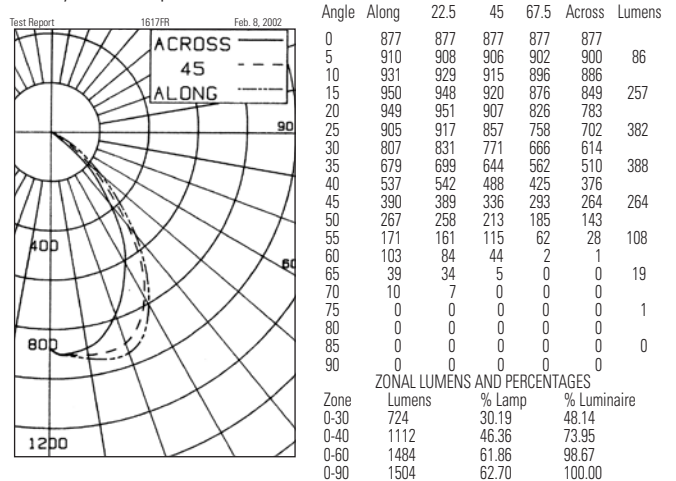 Test Report 1617FR Feb. 8, 2002
ACROSS
45
ALONG
90
60
400
800
1200
Angle Along 22.5 45 67.5 Across Lumens
0 877 877 877 877 877
5 910 908 906 902 900 86
10 931 929 915 896 886
15 950 948 920 876 849 257
20 949 951 907 826 783
25 905 917 857 758 702 382
30 807 831 771 666 614
35 679 699 644 562 510 388
40 537 542 488 425 376
45 390 389 336 293 264 264
50 267 258 213 185 143
55 171 161 115 62 28 108
60 103 84 44 2 1
65 39 34 5 0 0 19
70 10 7 0 0 0
75 0 0 0 0 0 1
80 0 0 0 0 0
85 0 0 0 0 0 0
90 0 0 0 0 0
ZONAL LUMENS AND PERCENTAGES
Zone Lumens % Lamp % Luminaire
0-30 724 30.19 48.14
0-40 1112 46.36 73.95
0-60 1484 61.86 98.67
0-90 1504 62.70 100.00